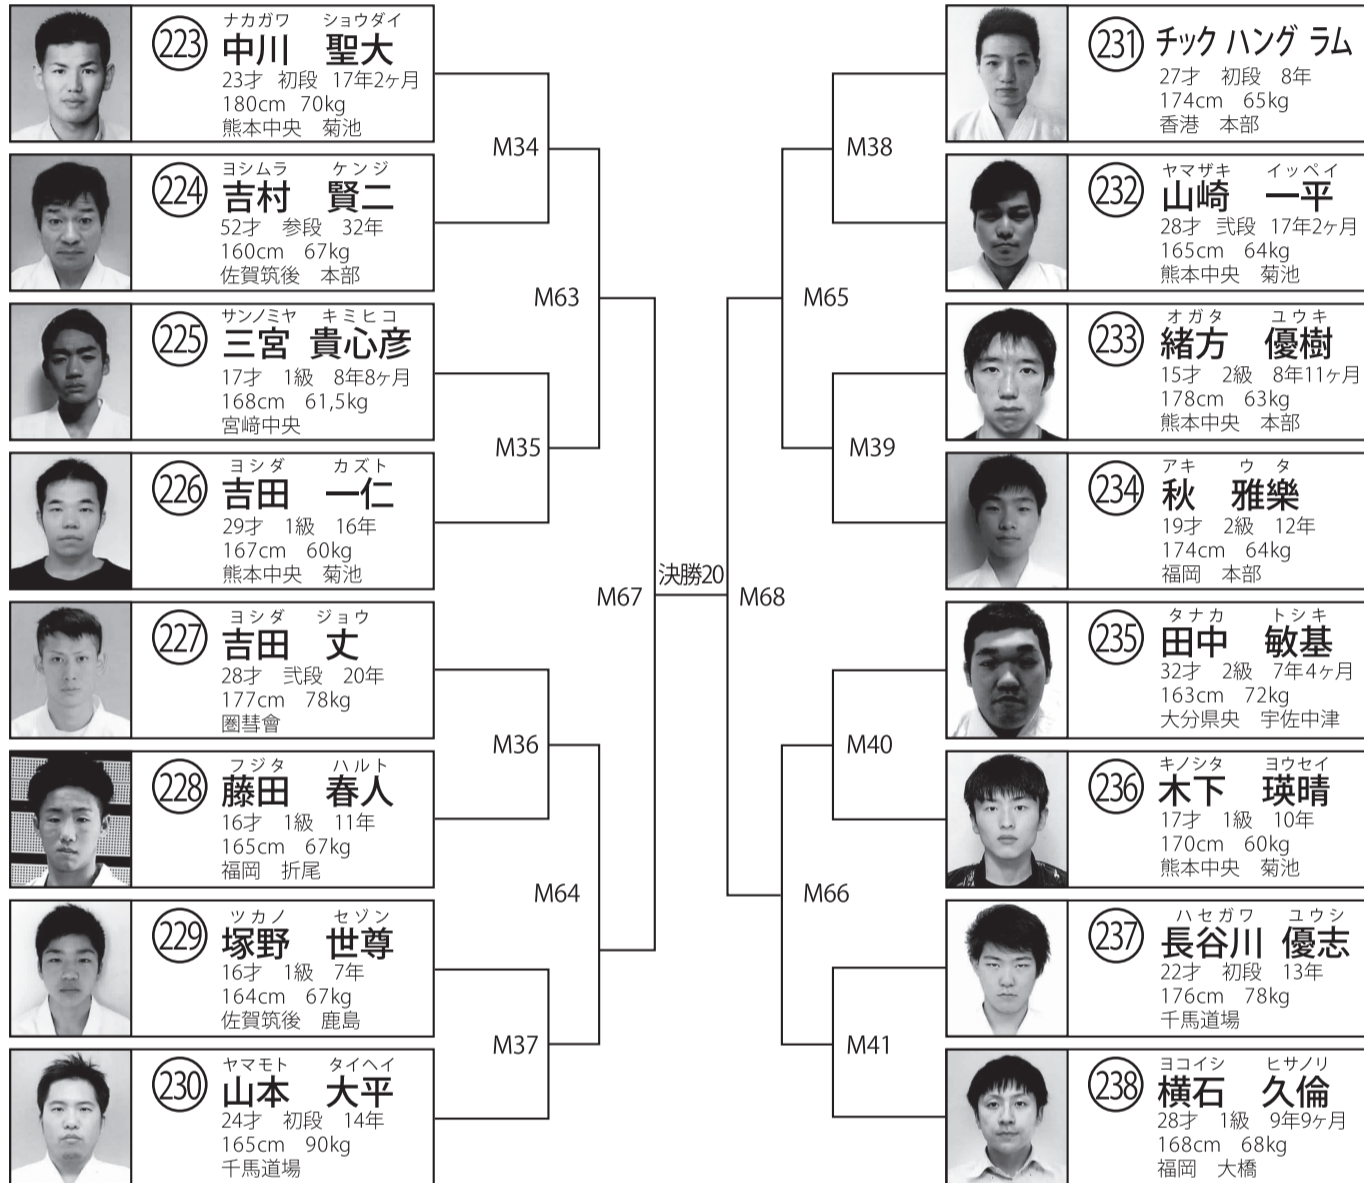 223
ナカガワ ショウダイ
中川 聖大
23才 初段 17年2ヶ月
180cm 70kg
熊本中央 菊池
224
ヨシムラ ケンジ
吉村 賢二
52才 参段 32年
160cm 67kg
佐賀筑後 本部
225
サンノミヤ キミヒコ
三宮 貴心彦
17才 1級 8年8ヶ月
168cm 61,5kg
宮﨑中央
226
ヨシダ カズト
吉田 一仁
29才 1級 16年
167cm 60kg
熊本中央 菊池
227
ヨシダ ジョウ
吉田 丈
28才 弐段 20年
177cm 78kg
圏彗會
228
フジタ ハルト
藤田 春人
16才 1級 11年
165cm 67kg
福岡 折尾
229
ツカノ セゾン
塚野 世尊
16才 1級 7年
164cm 67kg
佐賀筑後 鹿島
230
ヤマモト タイヘイ
山本 大平
24才 初段 14年
165cm 90kg
千馬道場
M34
M35
M36
M37
M63
M64
M67
決勝20
M68
M65
M66
M38
M39
M40
M41
231
チック ハング ラム
27才 初段 8年
174cm 65kg
香港 本部
232
ヤマザキ イッペイ
山崎 一平
28才 弐段 17年2ヶ月
165cm 64kg
熊本中央 菊池
233
オガタ ユウキ
緒方 優樹
15才 2級 8年11ヶ月
178cm 63kg
熊本中央 本部
234
アキ ウタ
秋 雅樂
19才 2級 12年
174cm 64kg
福岡 本部
235
タナカ トシキ
田中 敏基
32才 2級 7年4ヶ月
163cm 72kg
大分県央 宇佐中津
236
キノシタ ヨウセイ
木下 瑛晴
17才 1級 10年
170cm 60kg
熊本中央 菊池
237
ハセガワ ユウシ
長谷川 優志
22才 初段 13年
176cm 78kg
千馬道場
238
ヨコイシ ヒサノリ
横石 久倫
28才 1級 9年9ヶ月
168cm 68kg
福岡 大橋